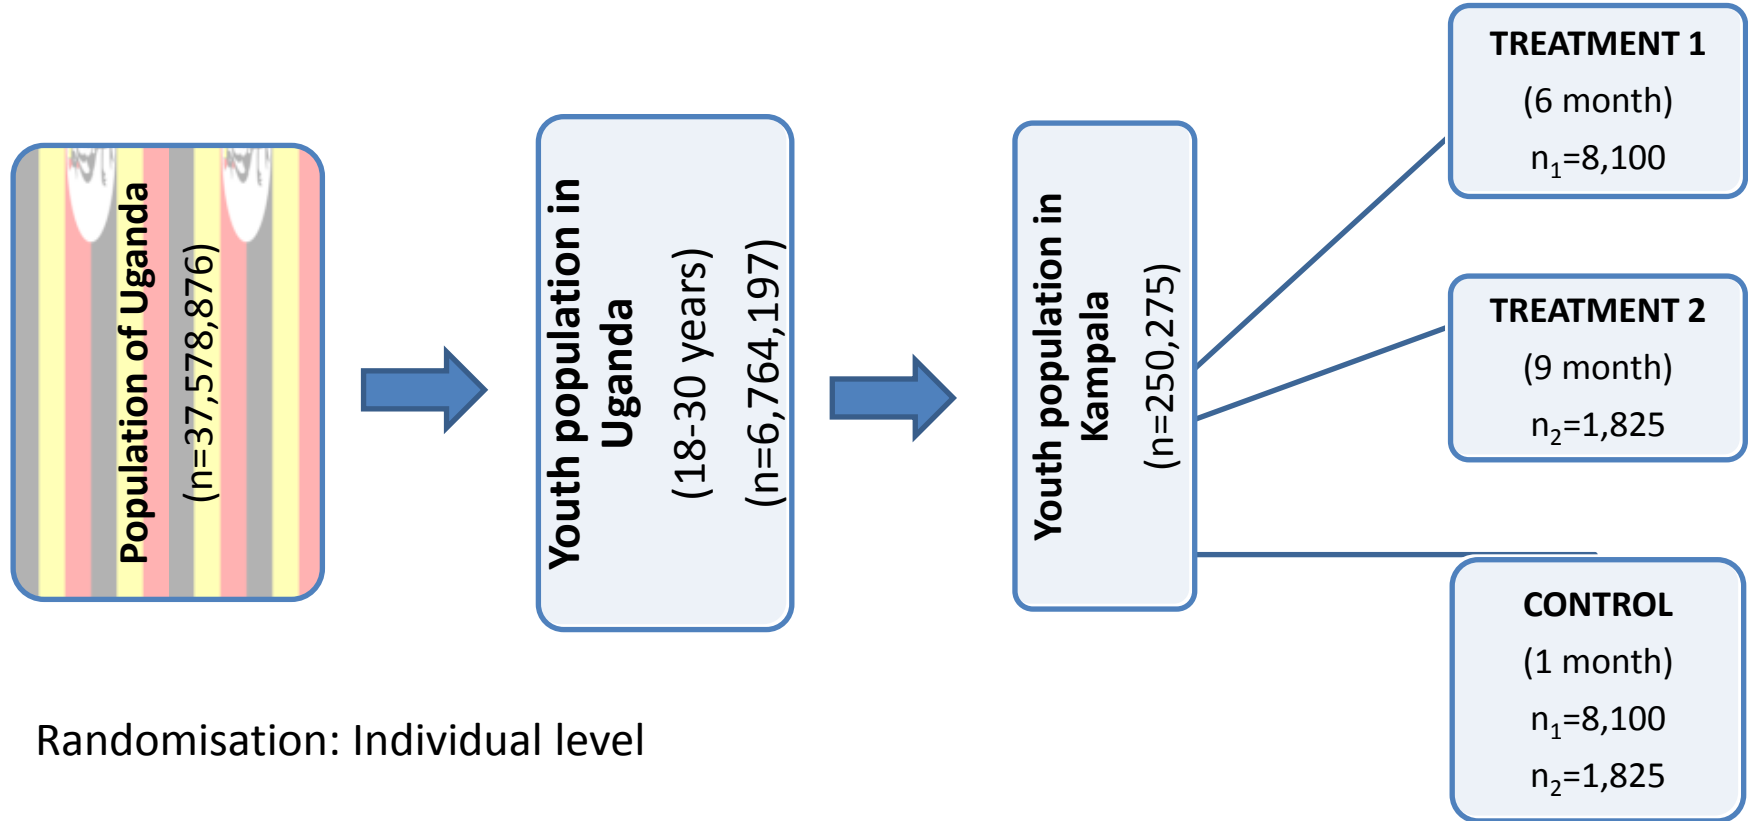 Population of Uganda
(n=37,578,876)
Youth population in
Uganda
(18-30 years)
(n=6,764,197)
Youth population in
Kampala
(n=250,275)
TREATMENT 1
(6 month)
n₁=8,100
TREATMENT 2
(9 month)
n₂=1,825
CONTROL
(1 month)
n₁=8,100
n₂=1,825
Randomisation: Individual level